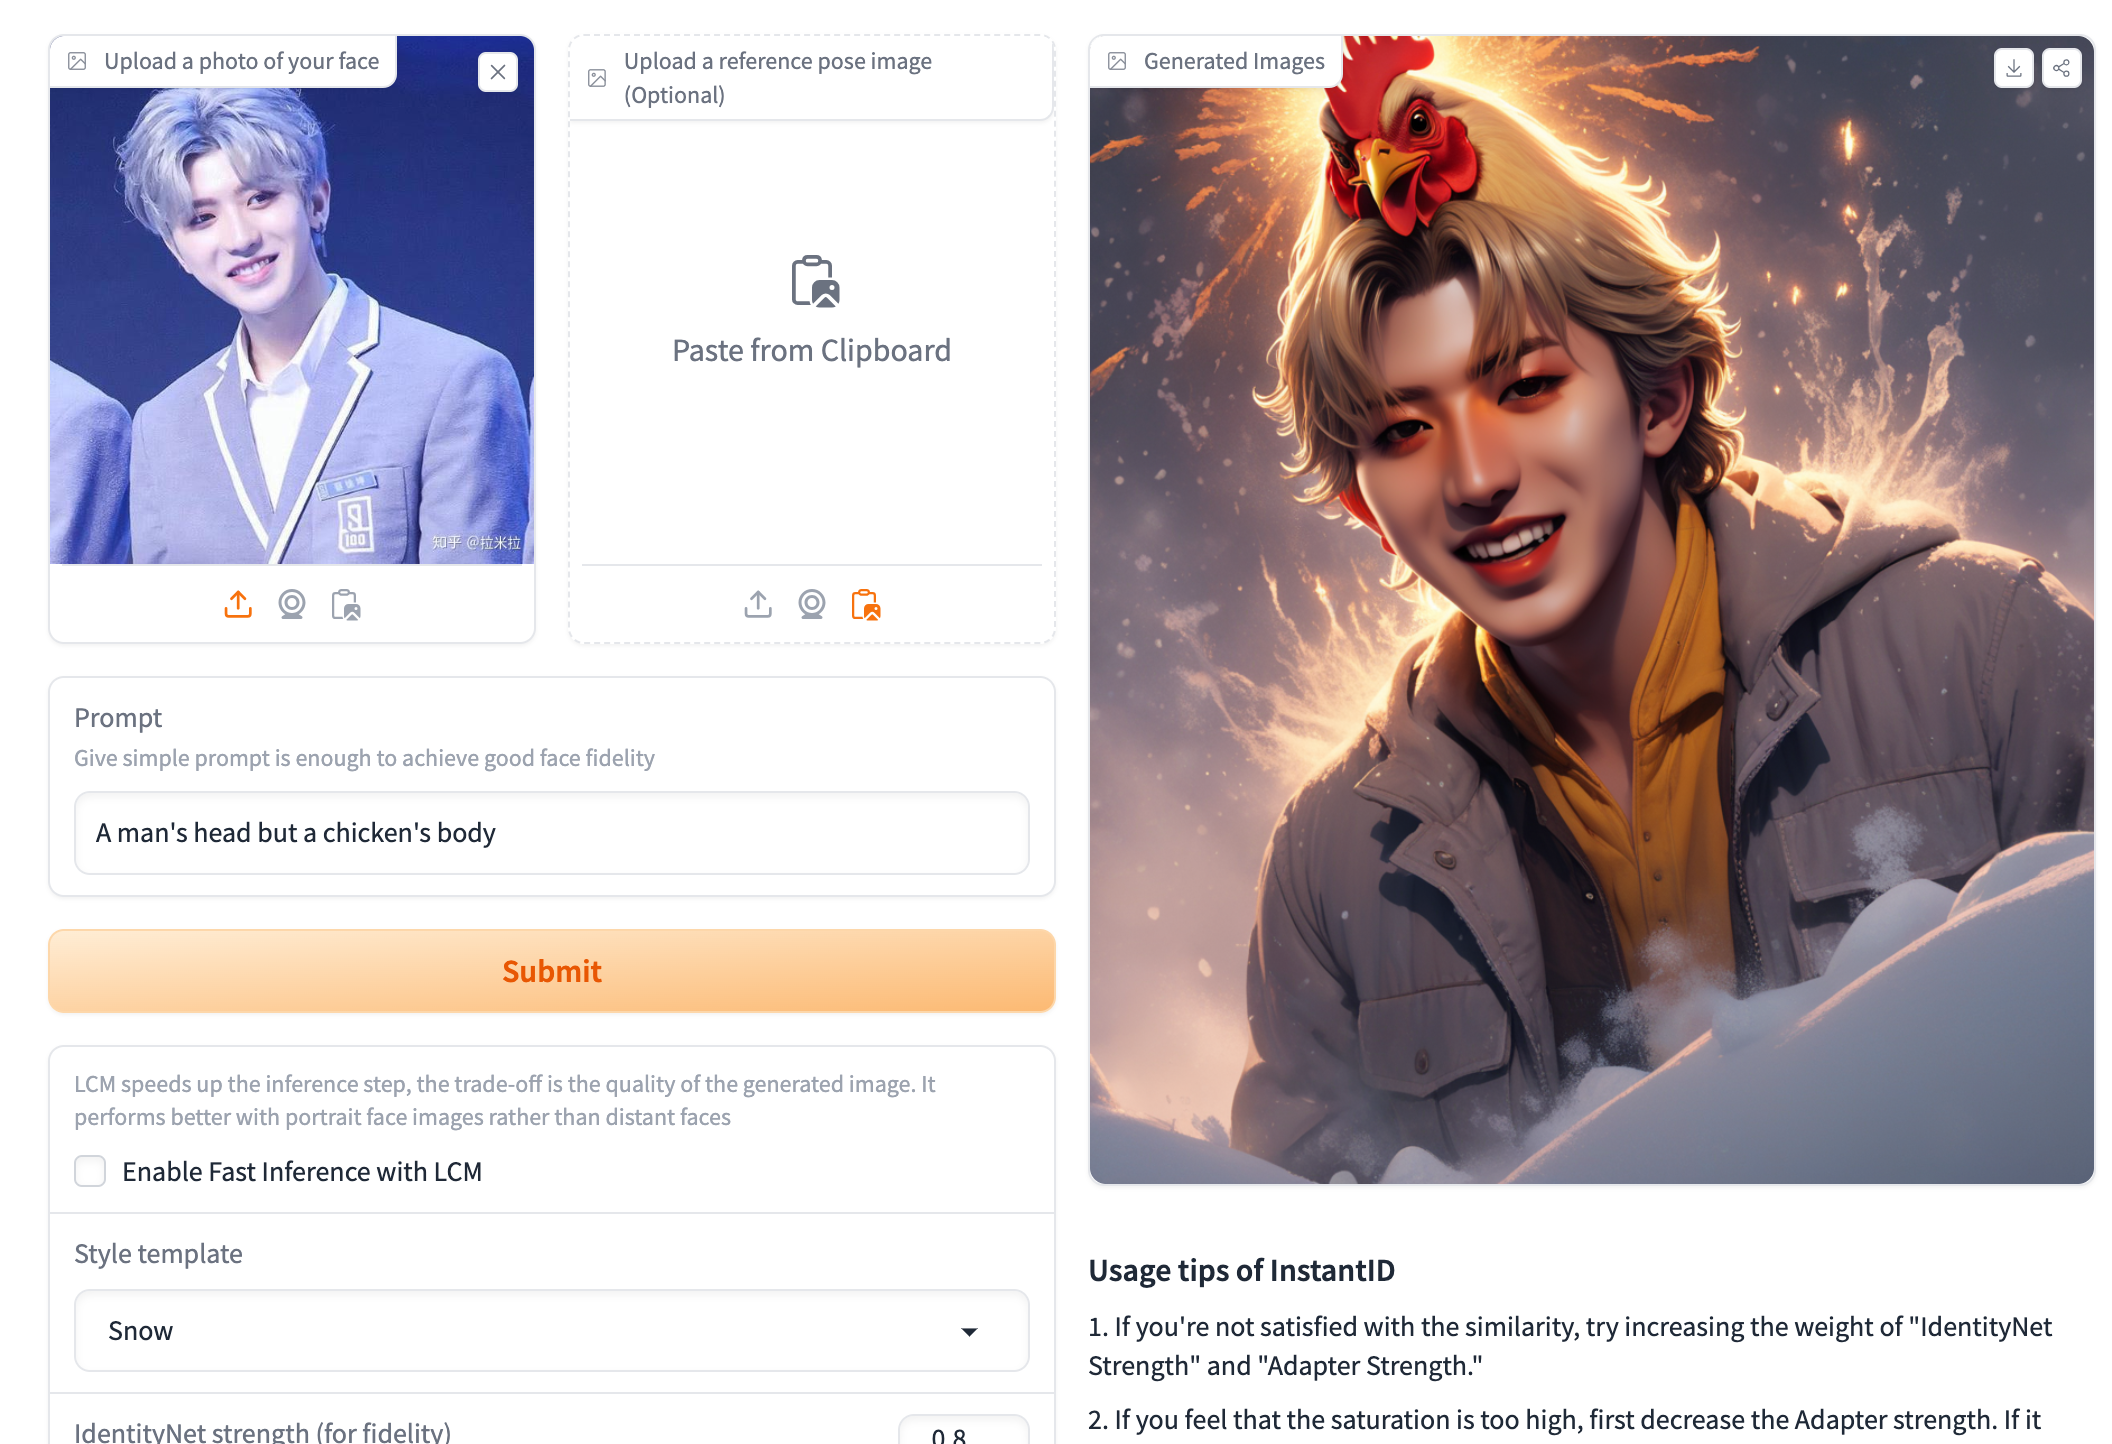 Upload a photo of your face
Upload a reference pose image
(Optional)
Paste from Clipboard
100
知乎 @拉米拉
Prompt
Give simple prompt is enough to achieve good face fidelity
A man's head but a chicken's body
Submit
LCM speeds up the inference step, the trade-off is the quality of the generated image. It
performs better with portrait face images rather than distant faces
Enable Fast Inference with LCM
Style template
Snow
IdentityNet strength (for fidelity)
0.8
Generated Images
Usage tips of InstantID
1. If you're not satisfied with the similarity, try increasing the weight of "IdentityNet
Strength" and "Adapter Strength."
2. If you feel that the saturation is too high, first decrease the Adapter strength. If it